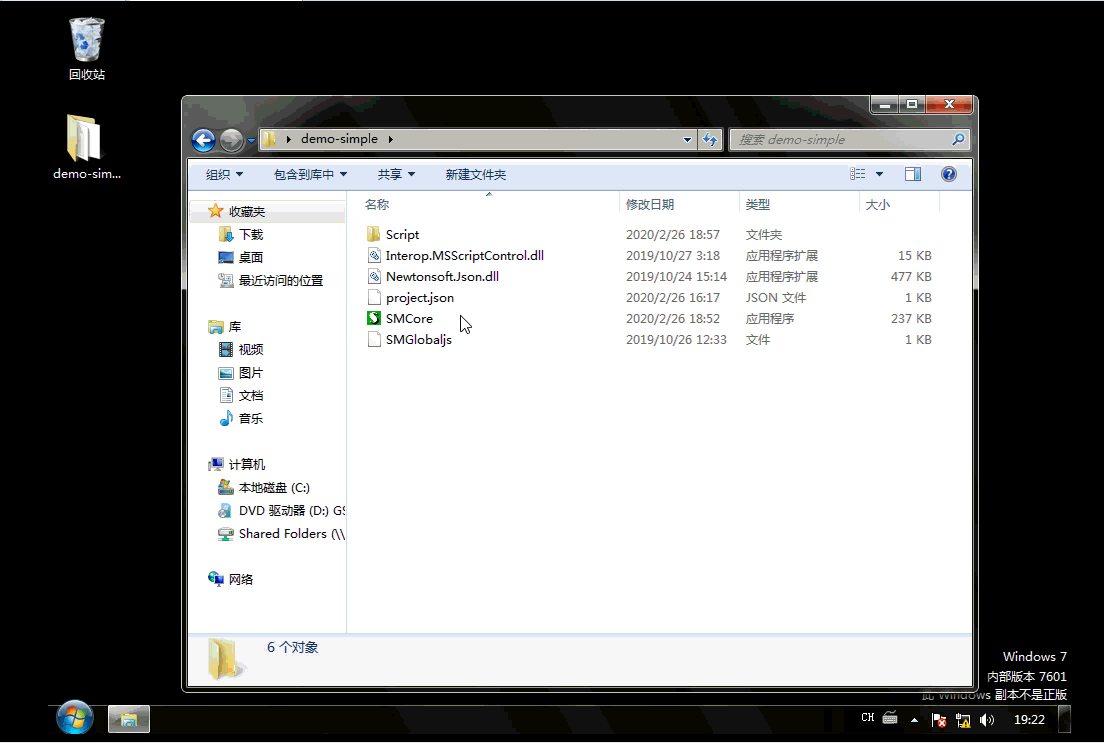 回收站
demo-sim...
demo-simple
搜索 demo-simple
组织 包含到库中 共享 新建文件夹
收藏夹
下载
桌面
最近访问的位置
库
视频
图片
文档
音乐
计算机
本地磁盘 (C:)
DVD 驱动器 (D:) GS
Shared Folders (\\
网络
名称 修改日期 类型 大小
Script 2020/2/26 18:57 文件夹
Interop.MSScriptControl.dll 2019/10/27 3:18 应用程序扩展 15 KB
Newtonsoft.Json.dll 2019/10/24 15:14 应用程序扩展 477 KB
project.json 2020/2/26 16:17 JSON 文件 1 KB
SMCore 2020/2/26 18:52 应用程序 237 KB
SMGlobaljs 2019/10/26 12:33 文件 1 KB
6 个对象
Windows 7
内部版本 7601
此 Windows 副本不是正版
CH 19:22